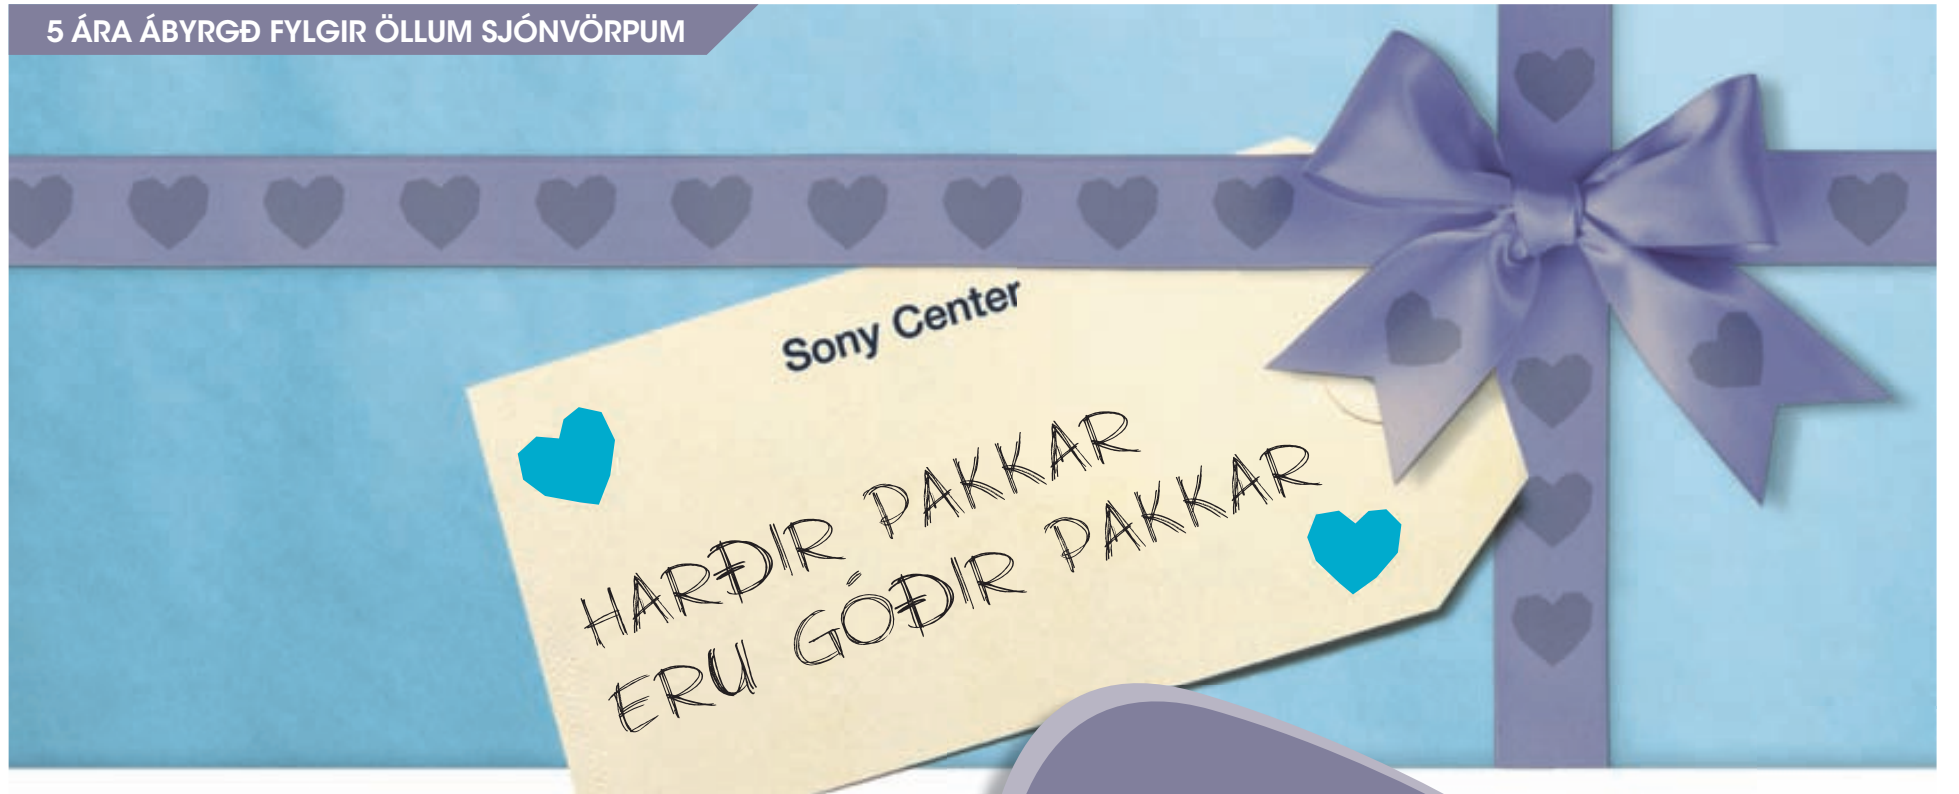 5 ÁRA ÁBYRGÐ FYLGIR ÖLLUM SJÓNVÖRPUM
Sony Center
HARÐIR PAKKAR
ERU GÓÐIR PAKKAR